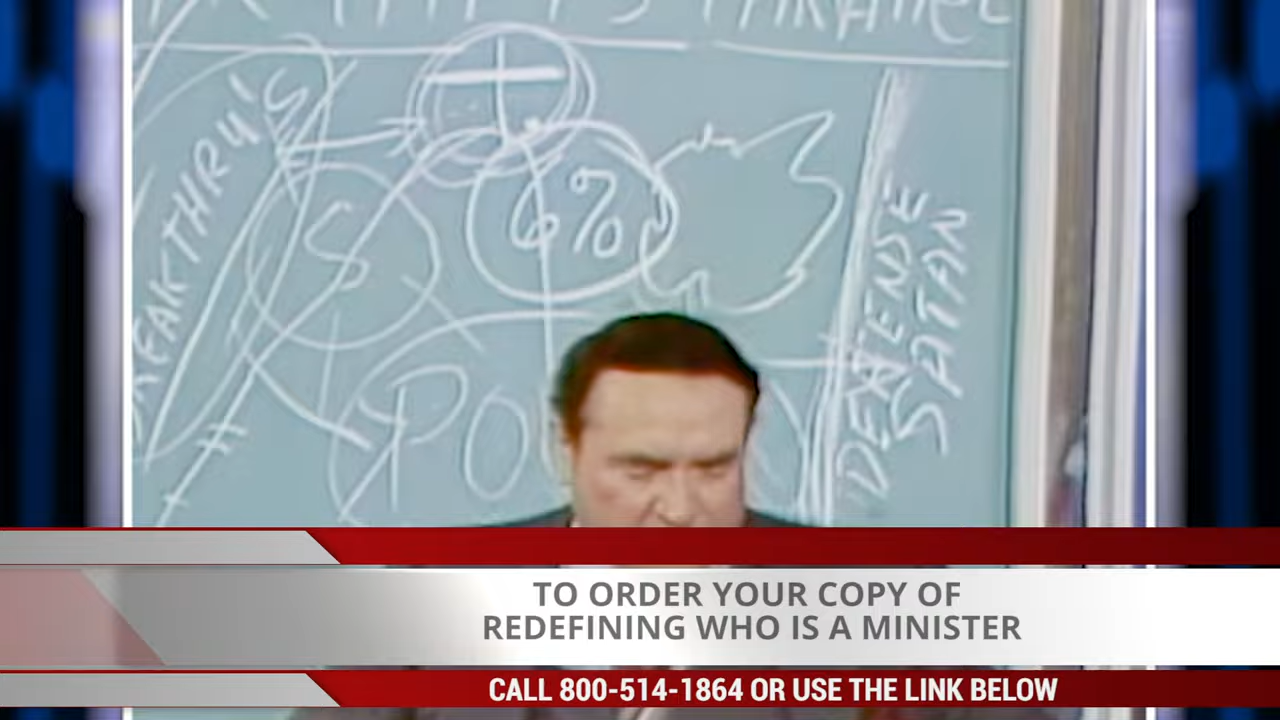 BREAKTHRU'S
6%
S
DEFENSE
SATAN
TO ORDER YOUR COPY OF
REDEFINING WHO IS A MINISTER
CALL 800-514-1864 OR USE THE LINK BELOW